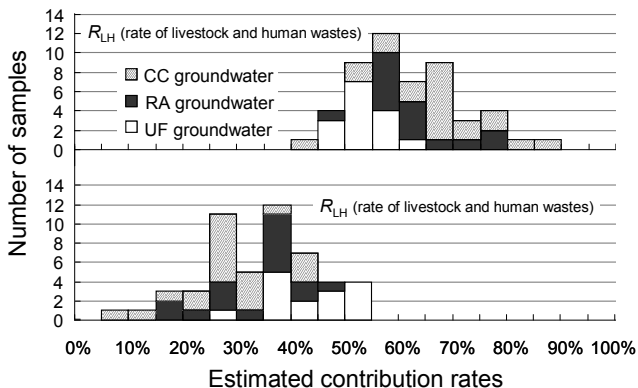 Number of samples
14
12
10
8
6
4
2
0
R_LH (rate of livestock and human wastes)
CC groundwater
RA groundwater
UF groundwater
14
12
10
8
6
4
2
0
R_LH (rate of livestock and human wastes)
0% 10% 20% 30% 40% 50% 60% 70% 80% 90% 100%
Estimated contribution rates